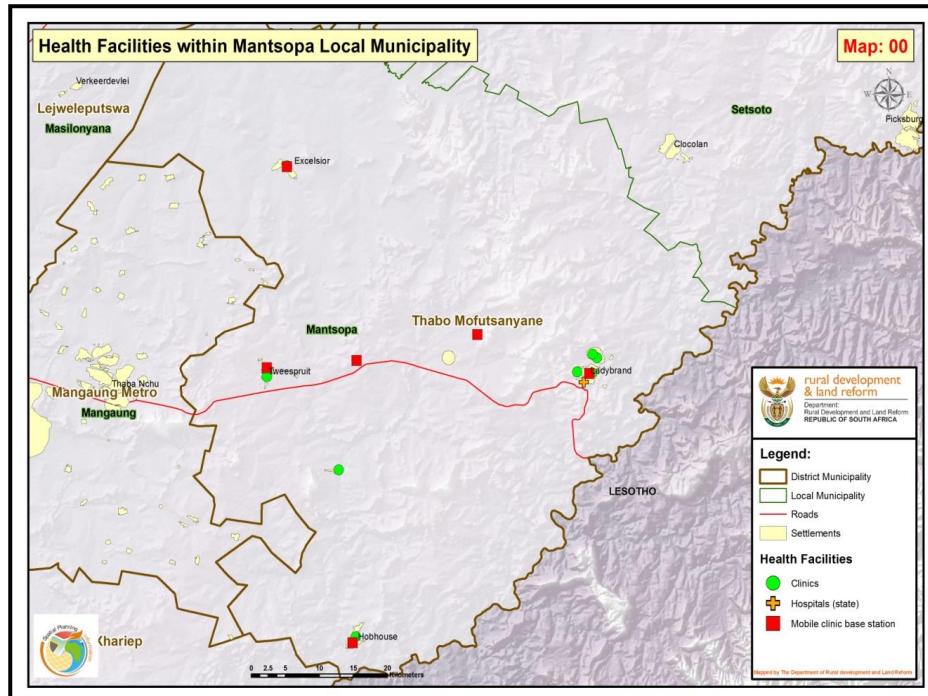 Health Facilities within Mantsopa Local Municipality
Map: 00
N
W E
S
Verkeerdevlei
Lejweleputswa
Masilonyana
Setsoto
Ficksburg
Clocolan
Excelsior
Thabo Mofutsanyane
Mantsopa
Tweespruit
Ladybrand
Thaba Nchu
Mangaung Metro
Mangaung
LESOTHO
Hobhouse
Khariep
Spatial Planning
0 2.5 5 10 15 20
Kilometers
rural development
& land reform
Department:
Rural Development and Land Reform
REPUBLIC OF SOUTH AFRICA
Legend:
District Municipality
Local Municipality
Roads
Settlements
Health Facilities
Clinics
Hospitals (state)
Mobile clinic base station
Mapped by The Department of Rural development and Land Reform